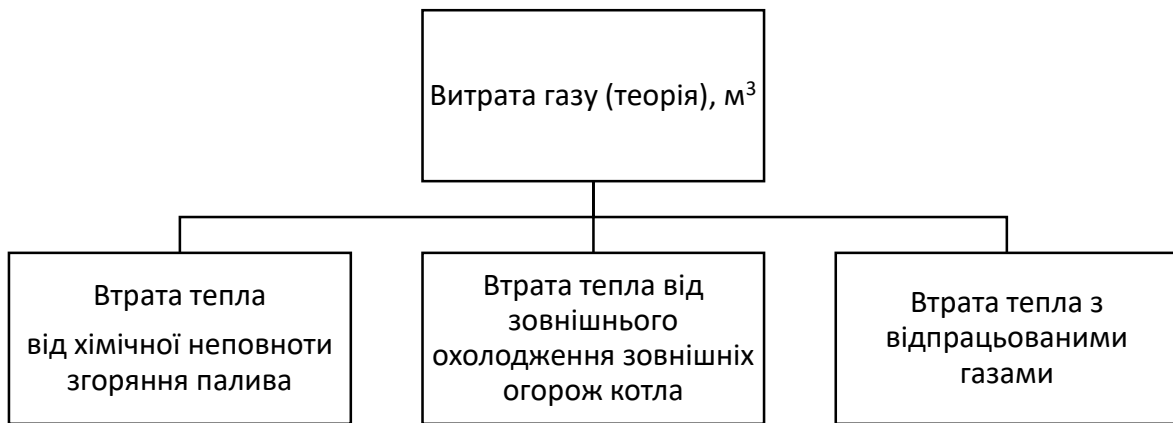 Витрата газу (теорія), м³
Втрата тепла
від хімічної неповноти
згоряння палива
Втрата тепла від
зовнішнього
охолодження зовнішніх
огорож котла
Втрата тепла з
відпрацьованими
газами